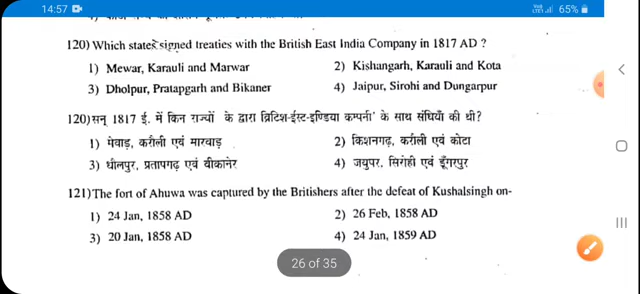 14:57 65%
120) Which states signed treaties with the British East India Company in 1817 AD ?
1) Mewar, Karauli and Marwar 2) Kishangarh, Karauli and Kota
3) Dholpur, Pratapgarh and Bikaner 4) Jaipur, Sirohi and Dungarpur
120) सन् 1817 ई. में किन राज्यों के द्वारा ब्रिटिश-ईस्ट-इण्डिया कम्पनी' के साथ संधियाँ की थी?
1) मेवाड़, करौली एवं मारवाड़ 2) किशनगढ़, करौली एवं कोटा
3) धौलपुर, प्रतापगढ़ एवं बीकानेर 4) जयुपर, सिरोही एवं डूँगरपुर
121) The fort of Ahuwa was captured by the Britishers after the defeat of Kushalsingh on-
1) 24 Jan, 1858 AD 2) 26 Feb, 1858 AD
3) 20 Jan, 1858 AD 4) 24 Jan, 1859 AD
26 of 35